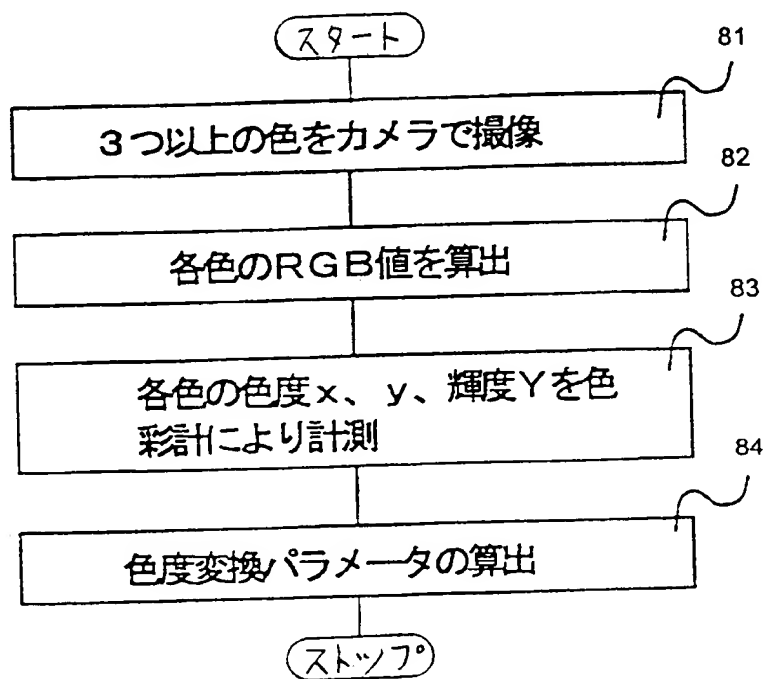 スタート
81
３つ以上の色をカメラで撮像
82
各色のＲＧＢ値を算出
83
各色の色度ｘ、ｙ、輝度Ｙを色
彩計により計測
84
色度変換パラメータの算出
ストップ